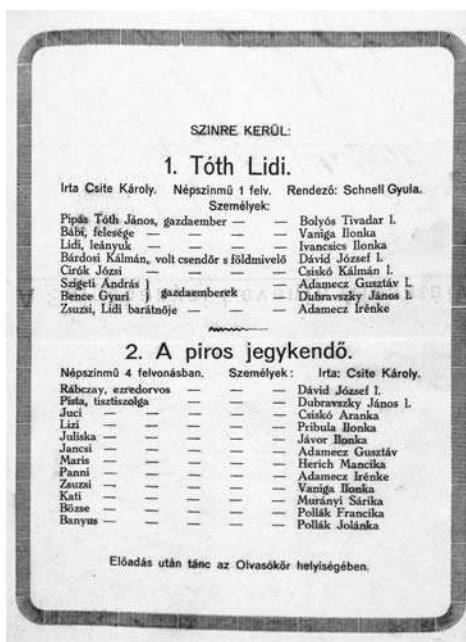 SZINRE KERÜL:
1. Tóth Lidi.
Irta Csite Károly. Népszinmű 1 felv. Rendező: Schnell Gyula.
Személyek:
Pipás Tóth János, gazdaember — — Bolyós Tivadar I.
Bábi, felesége — — — — Vaniga Ilonka
Lidi, leányuk — — — — Ivancsics Ilonka
Bárdosi Kálmán, volt csendőr s földmivelő Dávid József I.
Cirók Józsi — — — — Csiskó Kálmán I.
Szigeti András } gazdaemberek — — Adamecz Gusztáv I.
Bence Gyuri } — — Dubravszky János I.
Zsuzsi, Lidi barátnője — — — Adamecz Irénke
2. A piros jegykendő.
Népszinmű 4 felvonásban. Személyek: Irta: Csite Károly.
Rábczay, ezredorvos — — — Dávid József I.
Pista, tisztiszolga — — — Dubravszky János I.
Juci — — — — — Csiskó Aranka
Lizi — — — — — Pribula Ilonka
Juliska — — — — — Jávor Ilonka
Jancsi — — — — — Adamecz Gusztáv
Maris — — — — — Herich Mancika
Panni — — — — — Adamecz Irénke
Zsuzsi — — — — — Vaniga Ilonka
Kati — — — — — Murányi Sárika
Bözse — — — — — Pollák Francika
Banyus — — — — — Pollák Jolánka
Előadás után tánc az Olvasókör helyiségében.